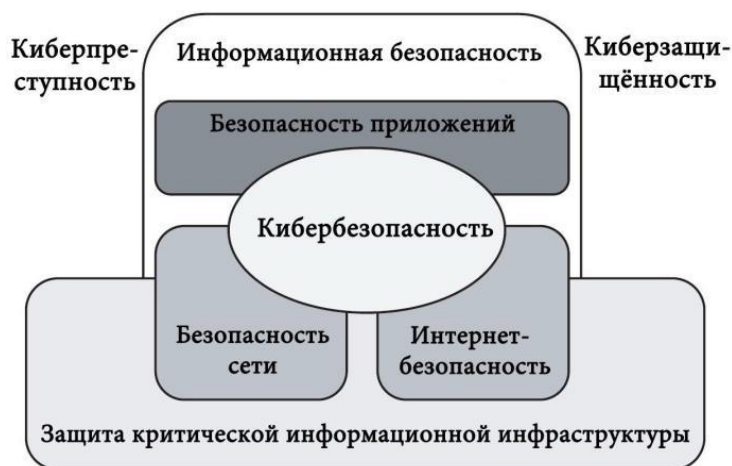 Киберпре-
ступность
Информационная безопасность
Киберзащи-
щённость
Безопасность приложений
Кибербезопасность
Безопасность
сети
Интернет-
безопасность
Защита критической информационной инфраструктуры